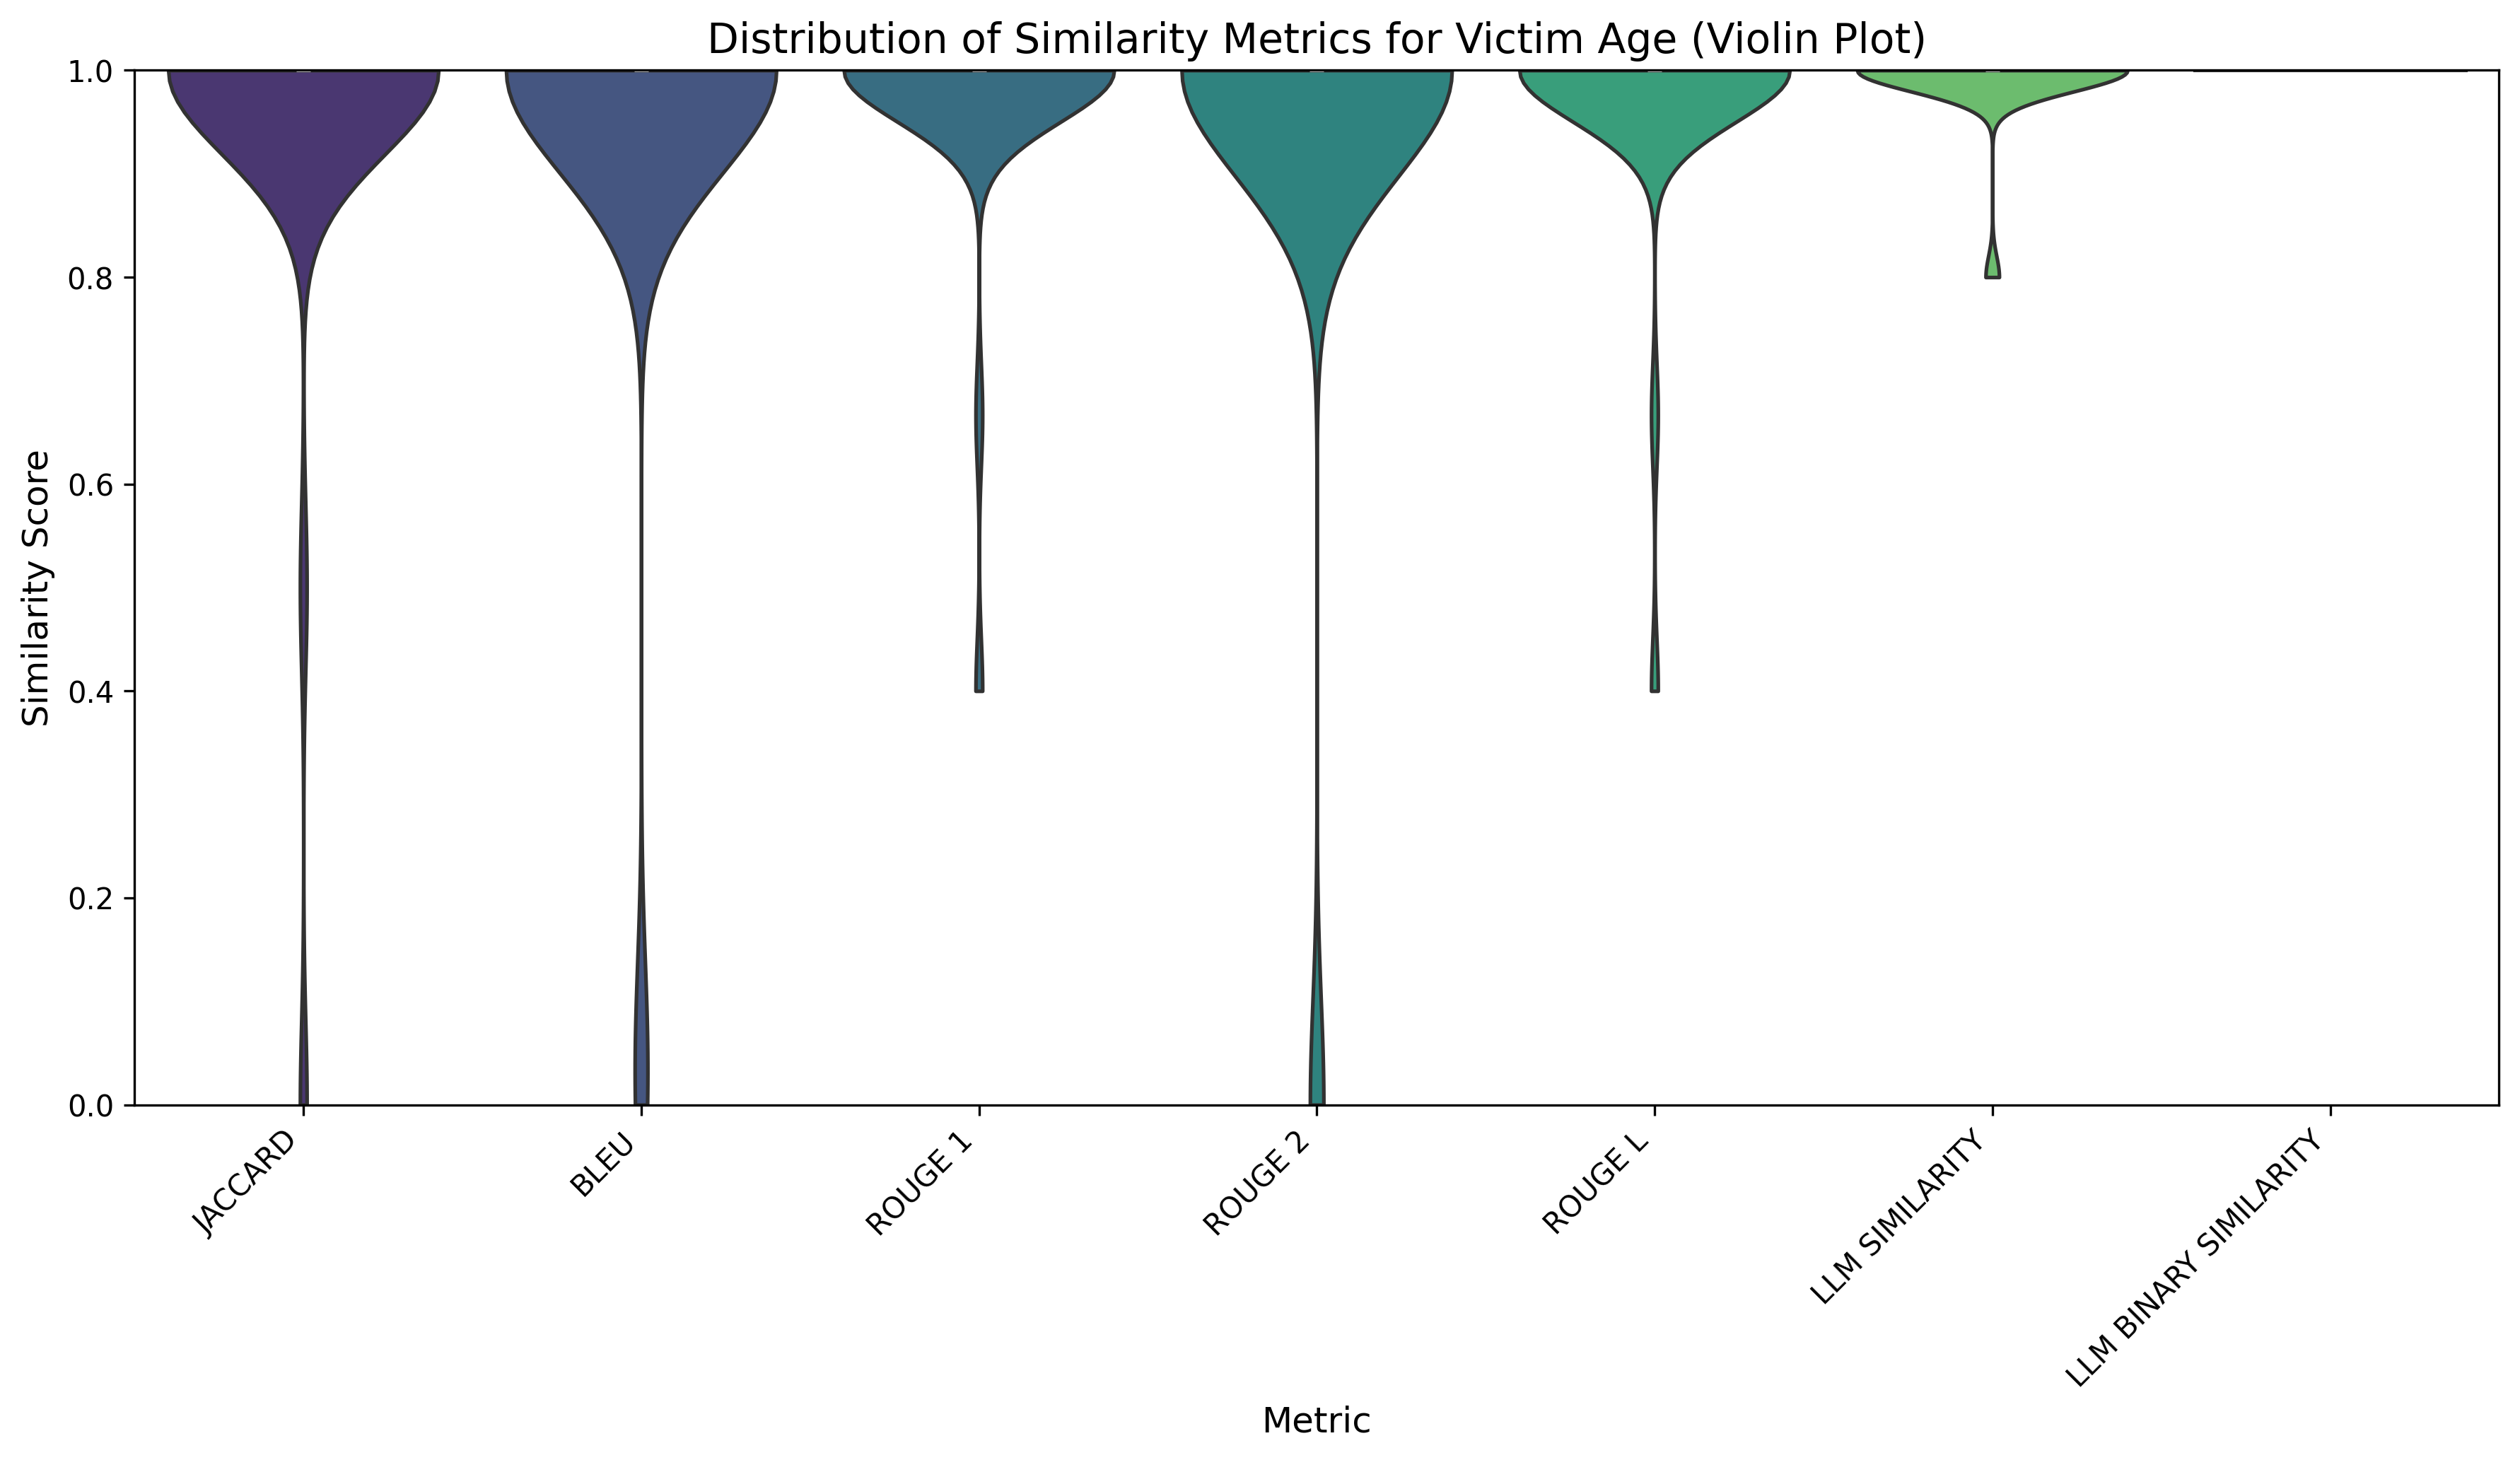 Distribution of Similarity Metrics for Victim Age (Violin Plot)
1.0
0.8
0.6
0.4
0.2
0.0
Similarity Score
JACCARD
BLEU
ROUGE 1
ROUGE 2
ROUGE L
LLM SIMILARITY
LLM BINARY SIMILARITY
Metric